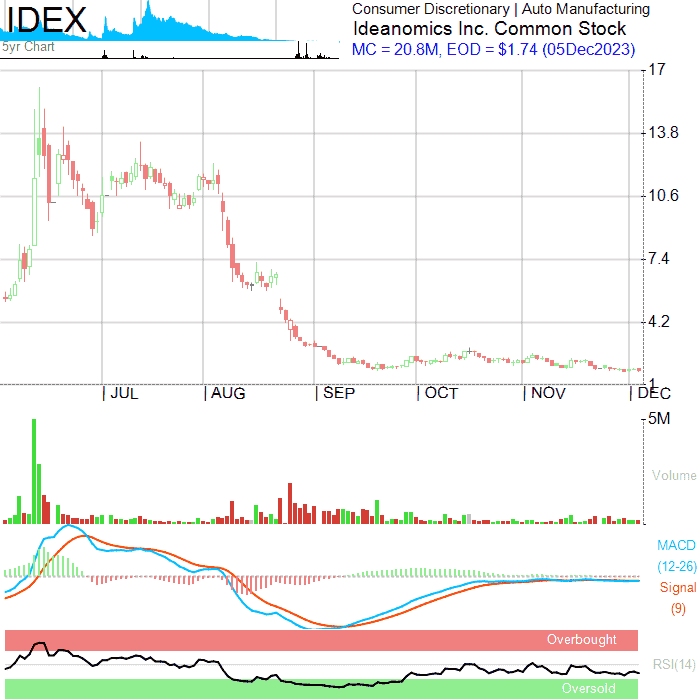 IDEX
5yr Chart
Consumer Discretionary | Auto Manufacturing
Ideanomics Inc. Common Stock
MC = 20.8M, EOD = $1.74 (05Dec2023)
17
13.8
10.6
7.4
4.2
1
JUL
AUG
SEP
OCT
NOV
DEC
5M
Volume
MACD
(12-26)
Signal
(9)
Overbought
RSI(14)
Oversold